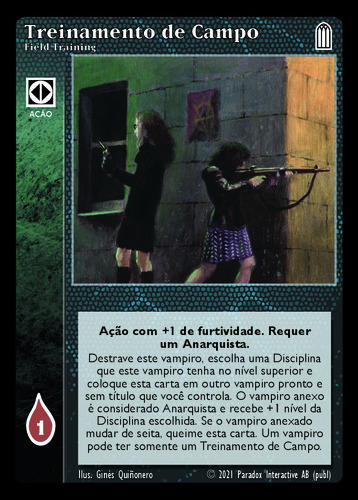 Treinamento de Campo
Field Training
AÇÃO
Ação com +1 de furtividade. Requer
um Anarquista.
Destrave este vampiro, escolha uma Disciplina
que este vampiro tenha no nível superior e
coloque esta carta em outro vampiro pronto e
sem título que você controla. O vampiro anexo
é considerado Anarquista e recebe +1 nível da
Disciplina escolhida. Se o vampiro anexado
mudar de seita, queime esta carta. Um vampiro
pode ter somente um Treinamento de Campo.
1
Ilus. Ginés Quiñonero © 2021 Paradox Interactive AB (publ)